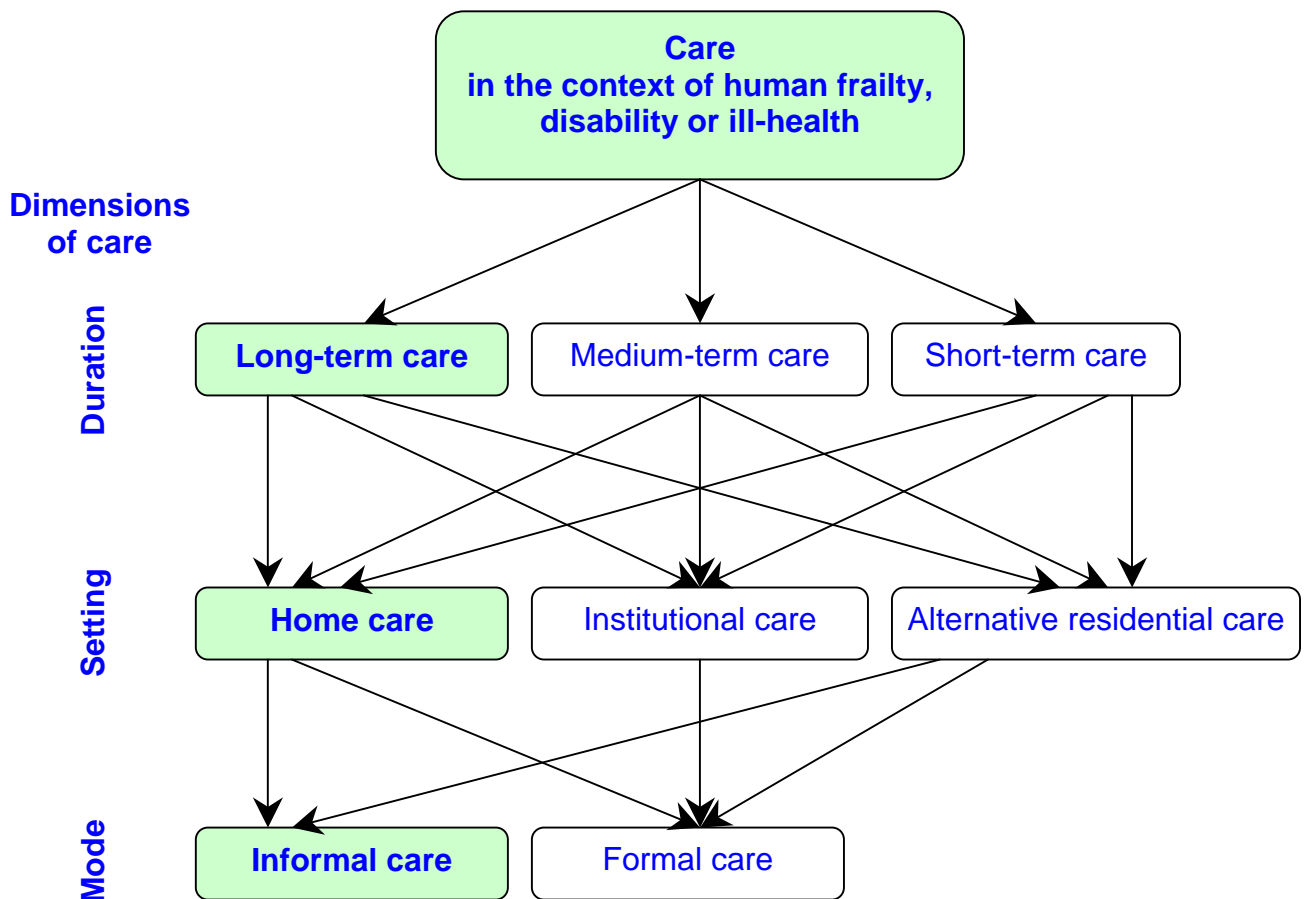 Care
in the context of human frailty,
disability or ill-health
Dimensions
of care
Duration
Long-term care
Medium-term care
Short-term care
Setting
Home care
Institutional care
Alternative residential care
Mode
Informal care
Formal care